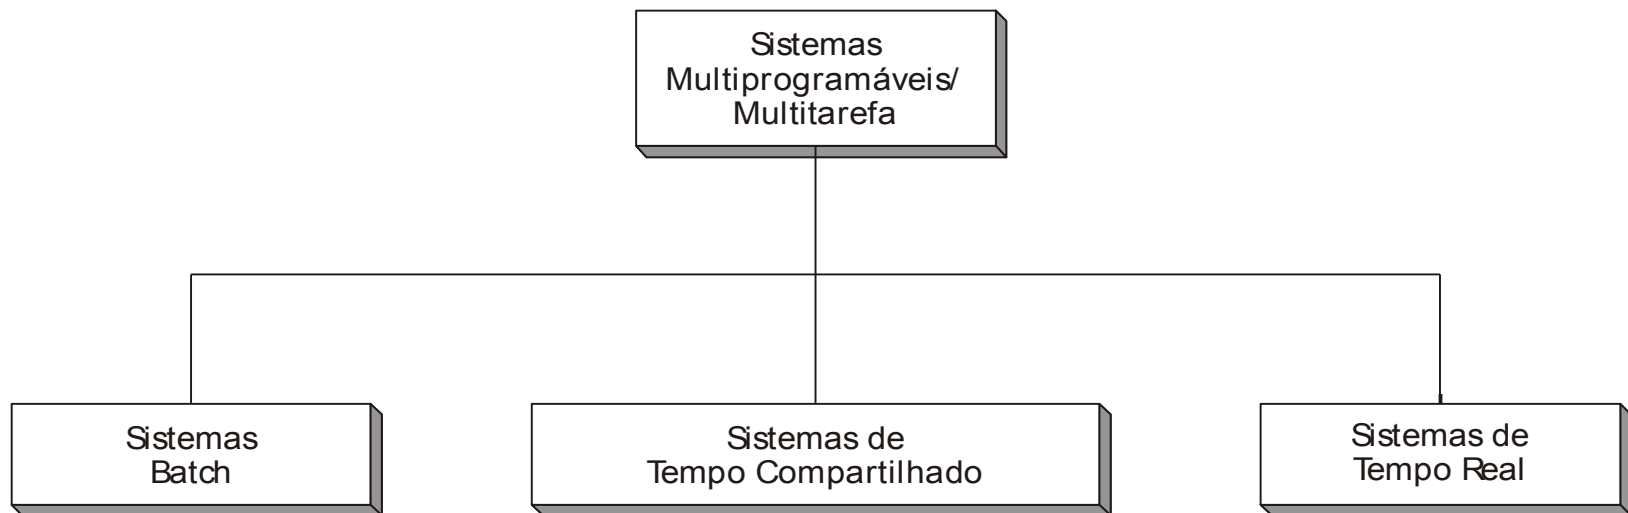 Sistemas
Multiprogramáveis/
Multitarefa
Sistemas
Batch
Sistemas de
Tempo Compartilhado
Sistemas de
Tempo Real